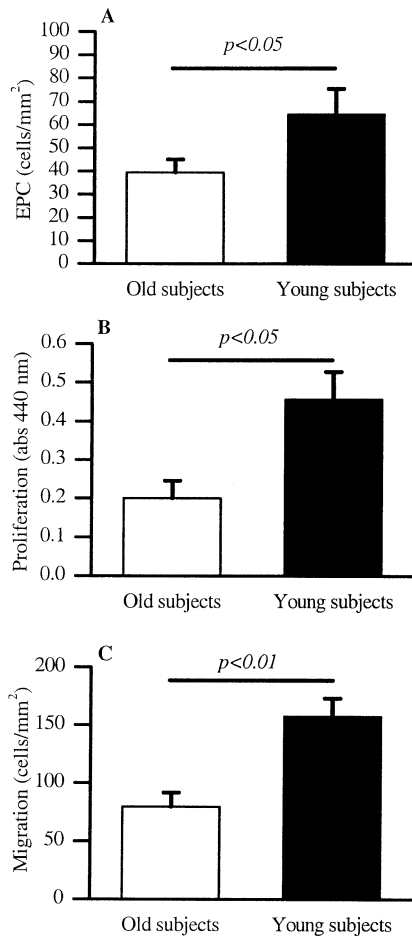 A
p<0.05
EPC (cells/mm²)
100
90
80
70
60
50
40
30
20
10
0
Old subjects Young subjects
B
p<0.05
Proliferation (abs 440 nm)
0.6
0.5
0.4
0.3
0.2
0.1
0.0
Old subjects Young subjects
C
p<0.01
Migration (cells/mm²)
200
150
100
50
0
Old subjects Young subjects